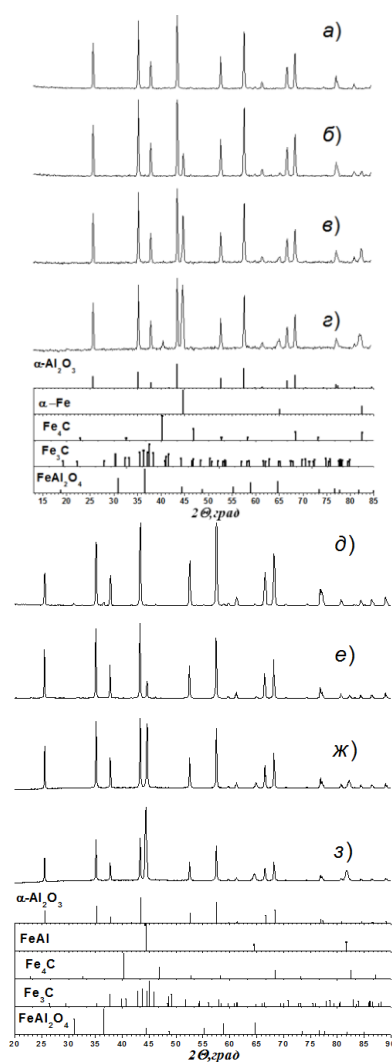 а)
б)
в)
г)
α-Al₂O₃
α–Fe
Fe₄C
Fe₃C
FeAl₂O₄
15 20 25 30 35 40 45 50 55 60 65 70 75 80 85
2Θ,град
д)
е)
ж)
з)
α-Al₂O₃
FeAl
Fe₄C
Fe₃C
FeAl₂O₄
20 25 30 35 40 45 50 55 60 65 70 75 80 85 90
2Θ,град